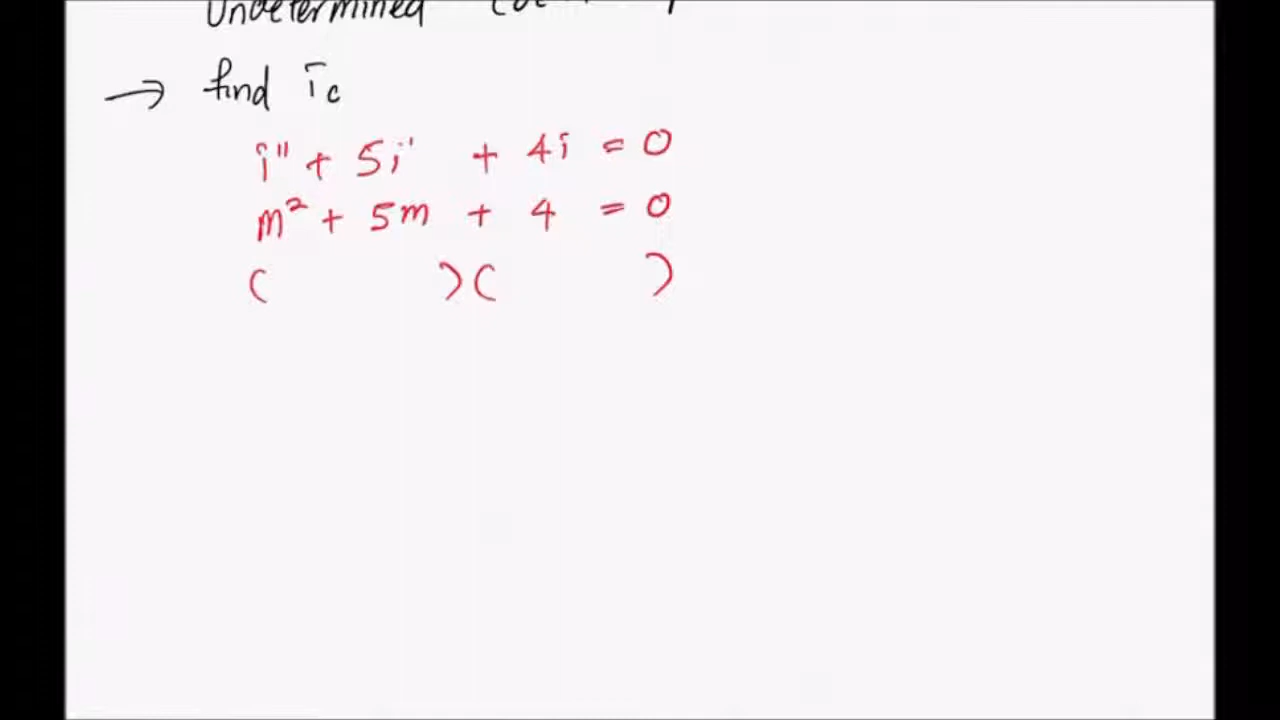 Undetermined
→ find ic
i" + 5i' + 4i = 0
m² + 5m + 4 = 0
( )( )